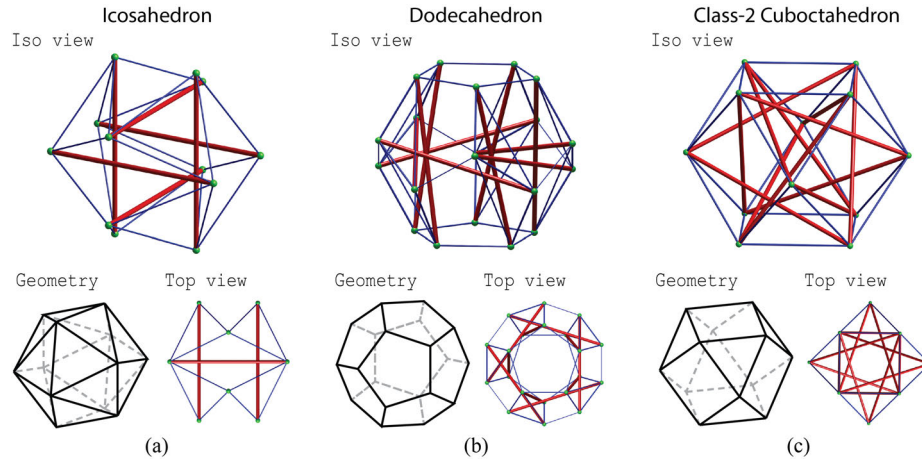 Icosahedron
Dodecahedron
Class-2 Cuboctahedron
Iso view
Iso view
Iso view
Geometry
Top view
Geometry
Top view
Geometry
Top view
(a)
(b)
(c)